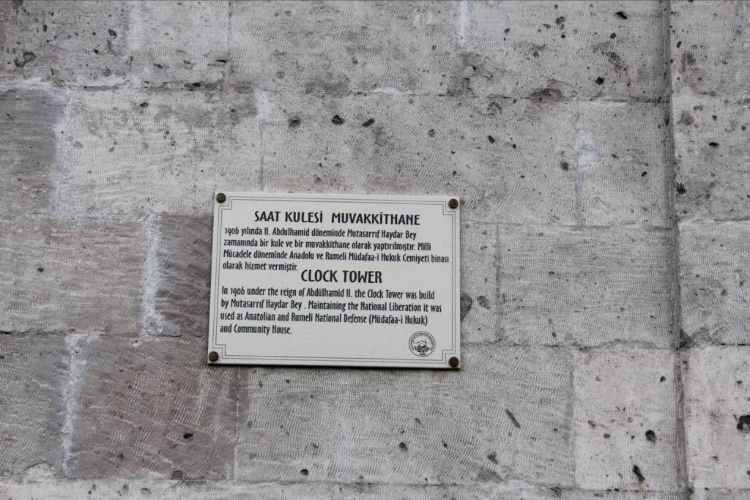 SAAT KULESİ MUVAKKİTHANE
1906 yılında II. Abdulhamid döneminde Mutasarrıf Haydar Bey
zamanında bir kule ve bir muvakkithane olarak yaptırılmıştır. Milli
Mücadele döneminde Anadolu ve Rumeli Müdafaa-i Hukuk Cemiyeti binası
olarak hizmet vermiştir.
CLOCK TOWER
In 1906 under the reign of Abdülhamid II. the Clock Tower was build
by Mutasarrıf Haydar Bey . Maintaining the National Liberation it was
used as Anatolian and Rumeli National Defense (Müdafaa-i Hukuk)
and Community House.